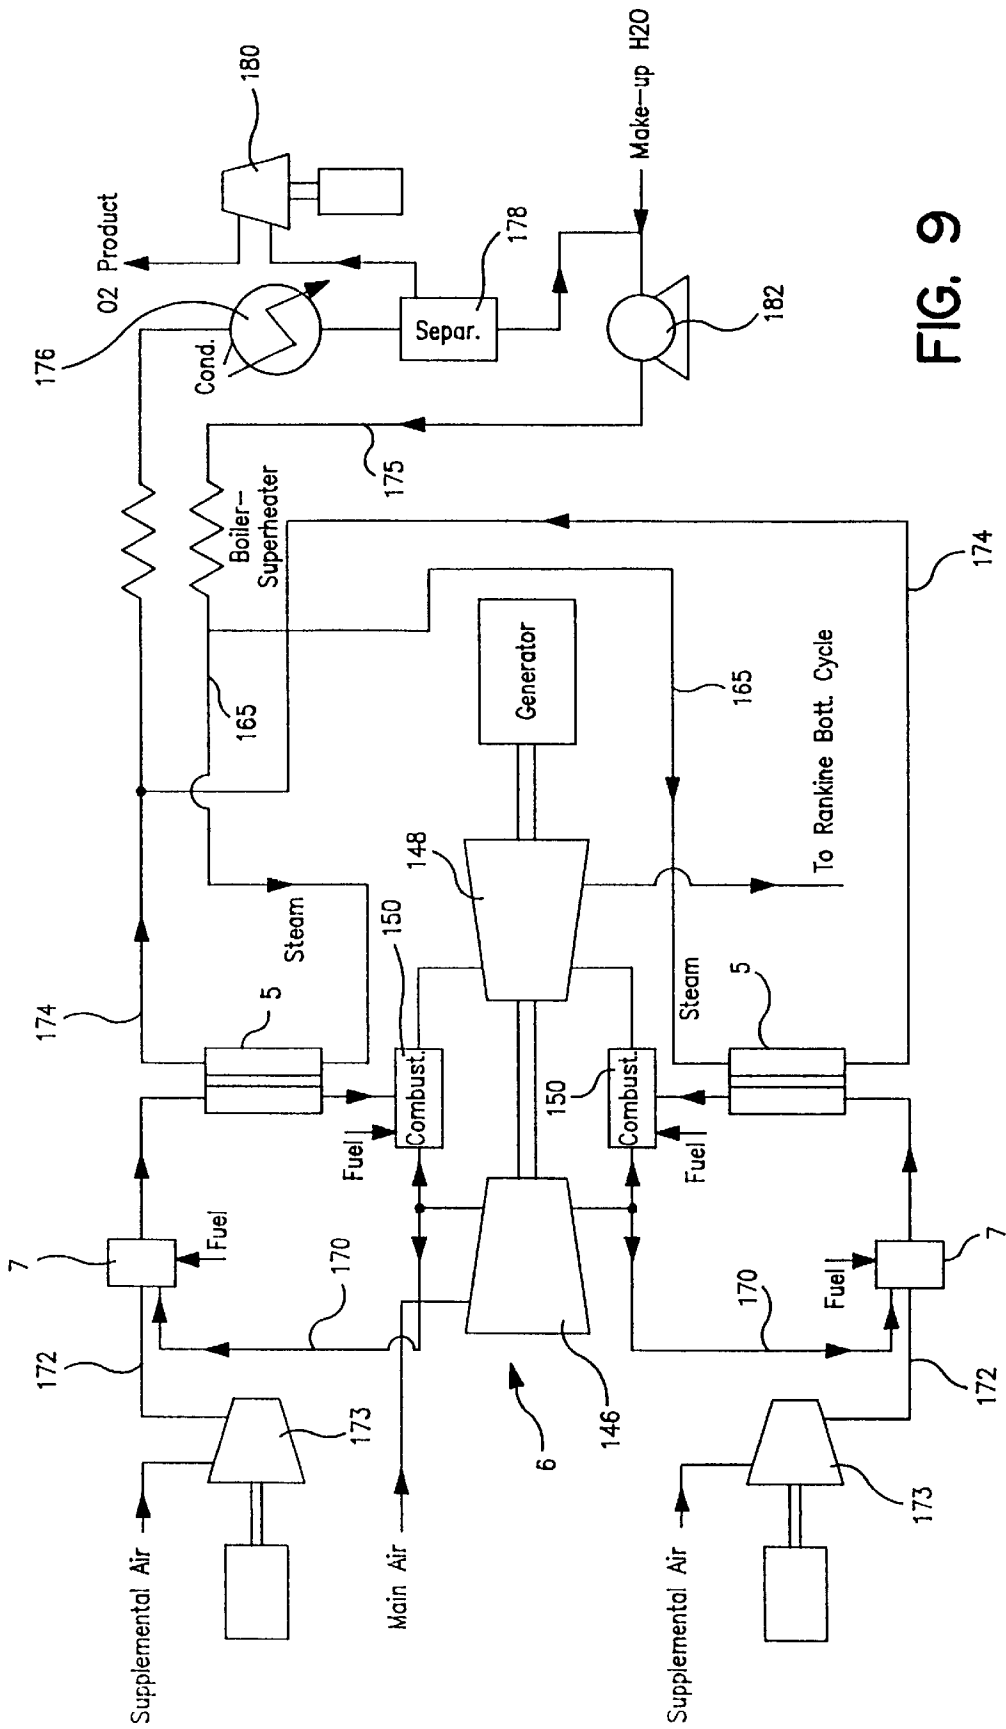 Supplemental Air
172
7
Fuel
170
173
174
5
Steam
165
Boiler-
Superheater
176
Cond.
O2 Product
180
Separ.
178
175
182
Make-up H2O
Main Air
6
146
Fuel
Combust.
150
148
Generator
Fuel
Combust.
150
Steam
165
To Rankine Bott. Cycle
174
5
Supplemental Air
173
172
170
Fuel
7
FIG. 9